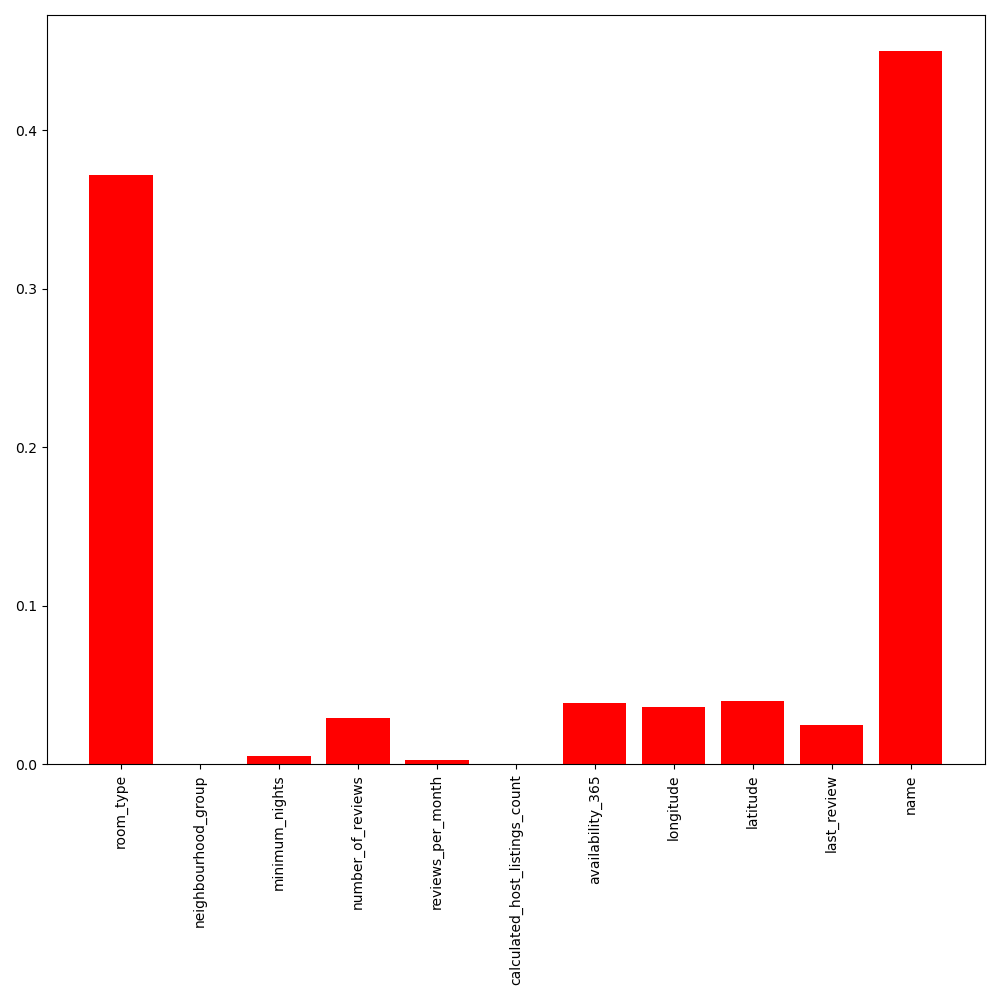 0.4
0.3
0.2
0.1
0.0
room_type
neighbourhood_group
minimum_nights
number_of_reviews
reviews_per_month
calculated_host_listings_count
availability_365
longitude
latitude
last_review
name